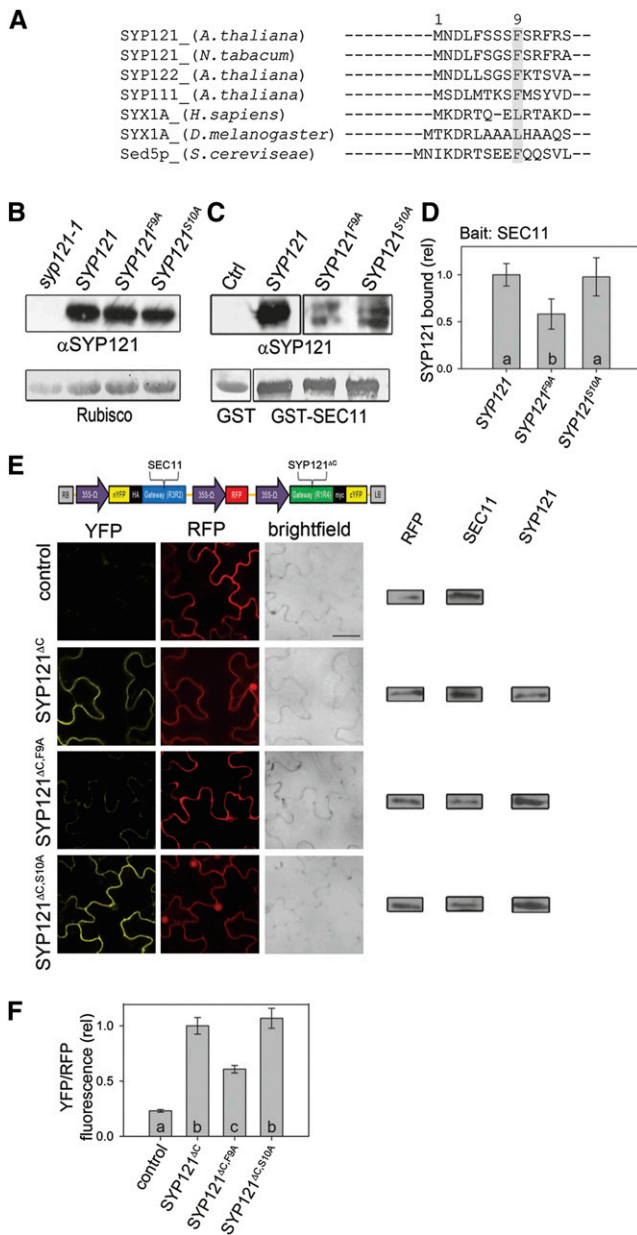 A
1 9
SYP121_(A.thaliana) --------- MNDLFSSSFSRFRS---
SYP121_(N.tabacum) --------- MNDLFSGSFSRFRA---
SYP122_(A.thaliana) --------- MNDLLSGSFKTSVA---
SYP111_(A.thaliana) --------- MSDLMTKSFMSYVD---
SYX1A_(H.sapiens) --------- MKDRTQ-ELRTAKD---
SYX1A_(D.melanogaster) -------- MTKDRLAAALHAAQS---
Sed5p_(S.cereviseae) ------- MNIKDRTSEEFQQSVL---
B
syp121-1 SYP121 SYP121F9A SYP121S10A
αSYP121
Rubisco
C
Ctrl SYP121 SYP121F9A SYP121S10A
αSYP121
GST GST-SEC11
D
Bait: SEC11
SYP121 bound (rel)
1.0
0.5
0.0
a b a
SYP121 SYP121F9A SYP121S10A
E
SEC11 SYP121ΔC
RB 35S-Ω nYFP HA Gateway (R3R2) 35S-Ω RFP 35S-Ω Gateway (R1R4) myc cYFP LB
YFP RFP brightfield RFP SEC11 SYP121
control
SYP121ΔC
SYP121ΔC,F9A
SYP121ΔC,S10A
F
YFP/RFP
fluorescence (rel)
1.0
0.5
0
a b c b
control SYP121ΔC SYP121ΔC,F9A SYP121ΔC,S10A